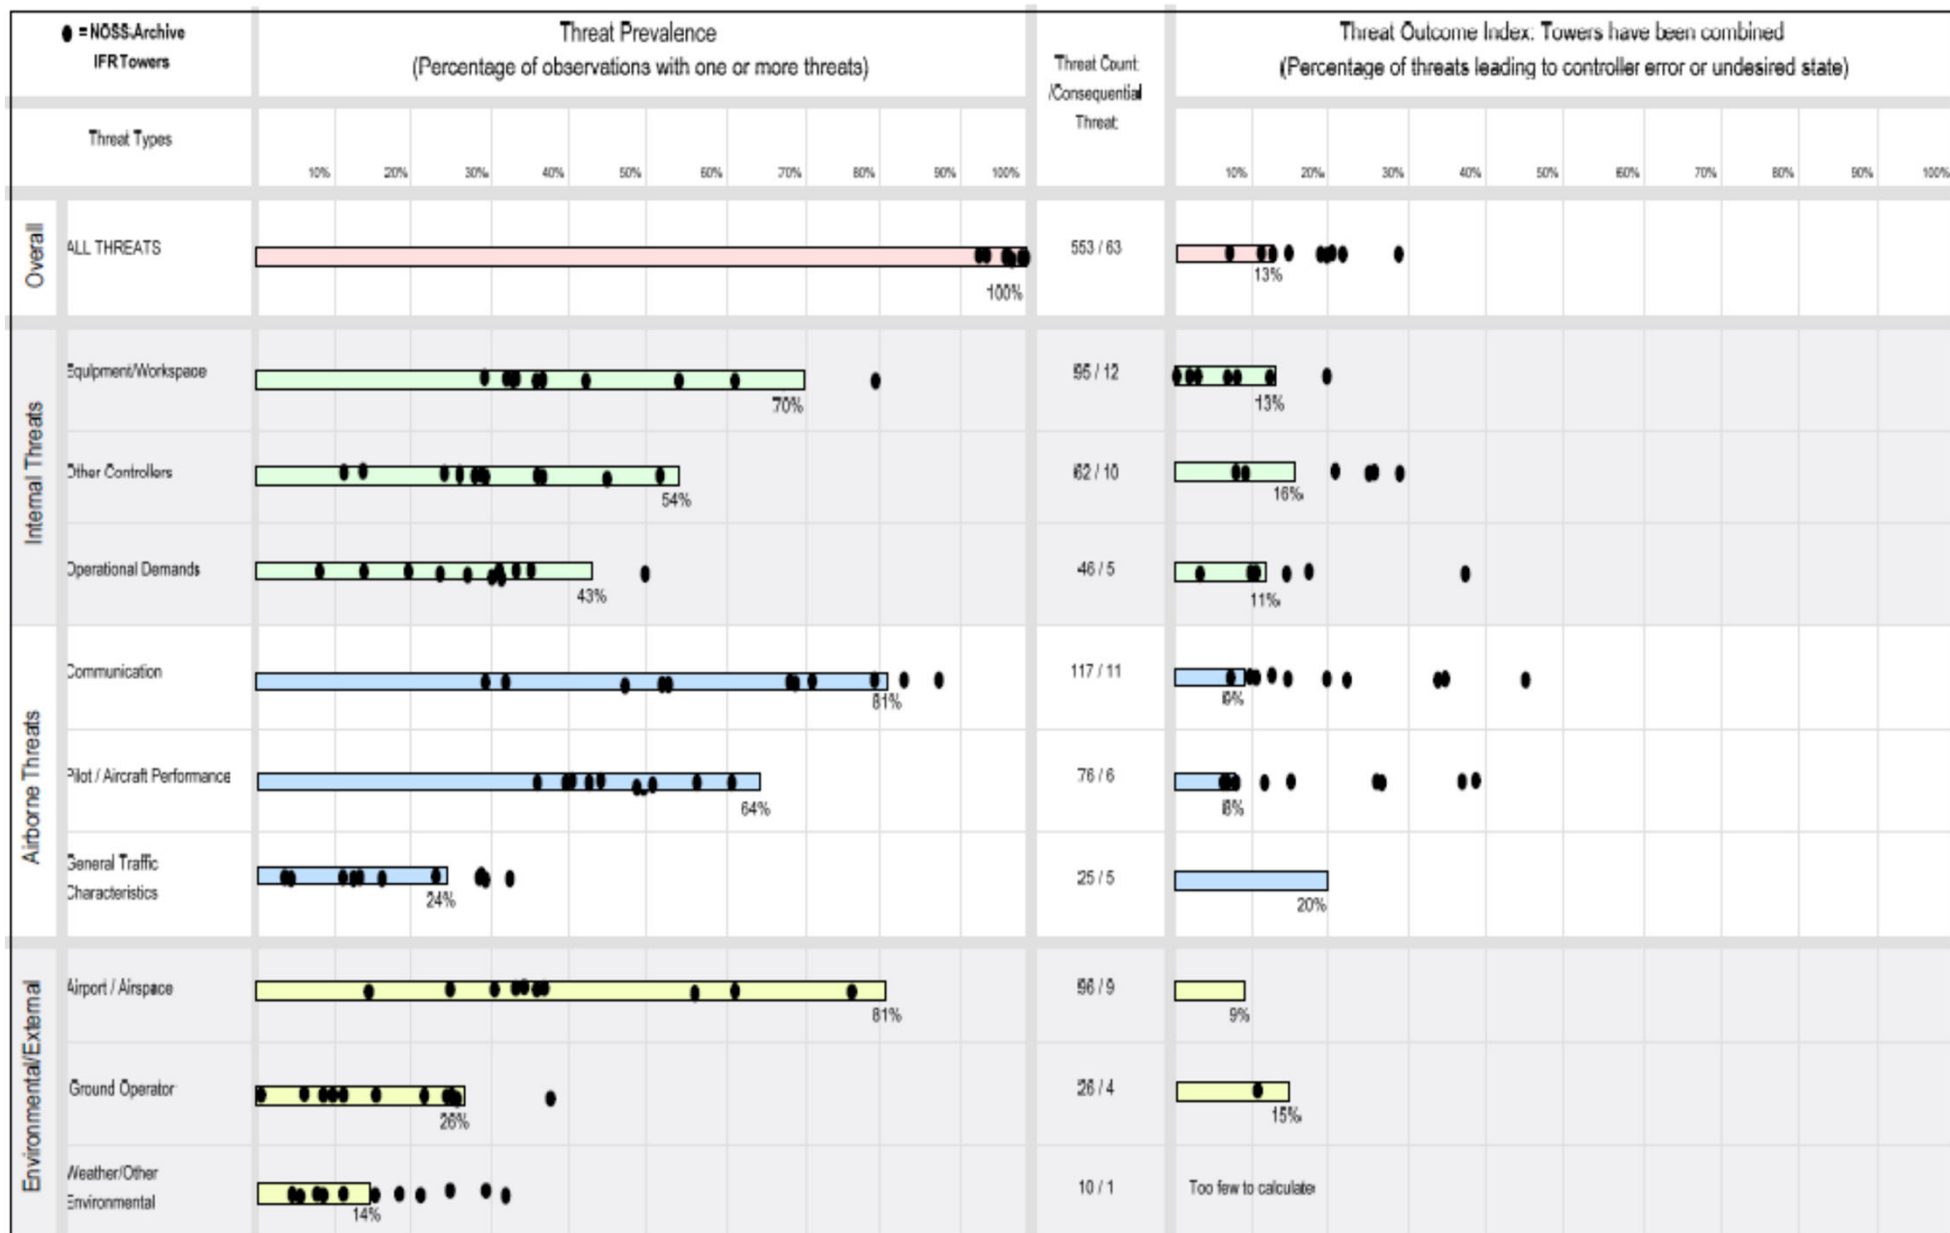 = NOSS Archive
IFR Towers
Threat Prevalence
(Percentage of observations with one or more threats)
Threat Count
/Consequential
Threat
Threat Outcome Index: Towers have been combined
(Percentage of threats leading to controller error or undesired state)
Threat Types
10% 20% 30% 40% 50% 60% 70% 80% 90% 100%
10% 20% 30% 40% 50% 60% 70% 80% 90% 100%
Overall
ALL THREATS
100%
553 / 63
13%
Internal Threats
Equipment/Workspace
70%
95 / 12
13%
Other Controllers
54%
62 / 10
16%
Operational Demands
43%
46 / 5
11%
Airborne Threats
Communication
81%
117 / 11
9%
Pilot / Aircraft Performance
64%
76 / 6
8%
General Traffic
Characteristics
24%
25 / 5
20%
Environmental/External
Airport / Airspace
81%
96 / 9
9%
Ground Operator
26%
26 / 4
15%
Weather/Other
Environmental
14%
10 / 1
Too few to calculate